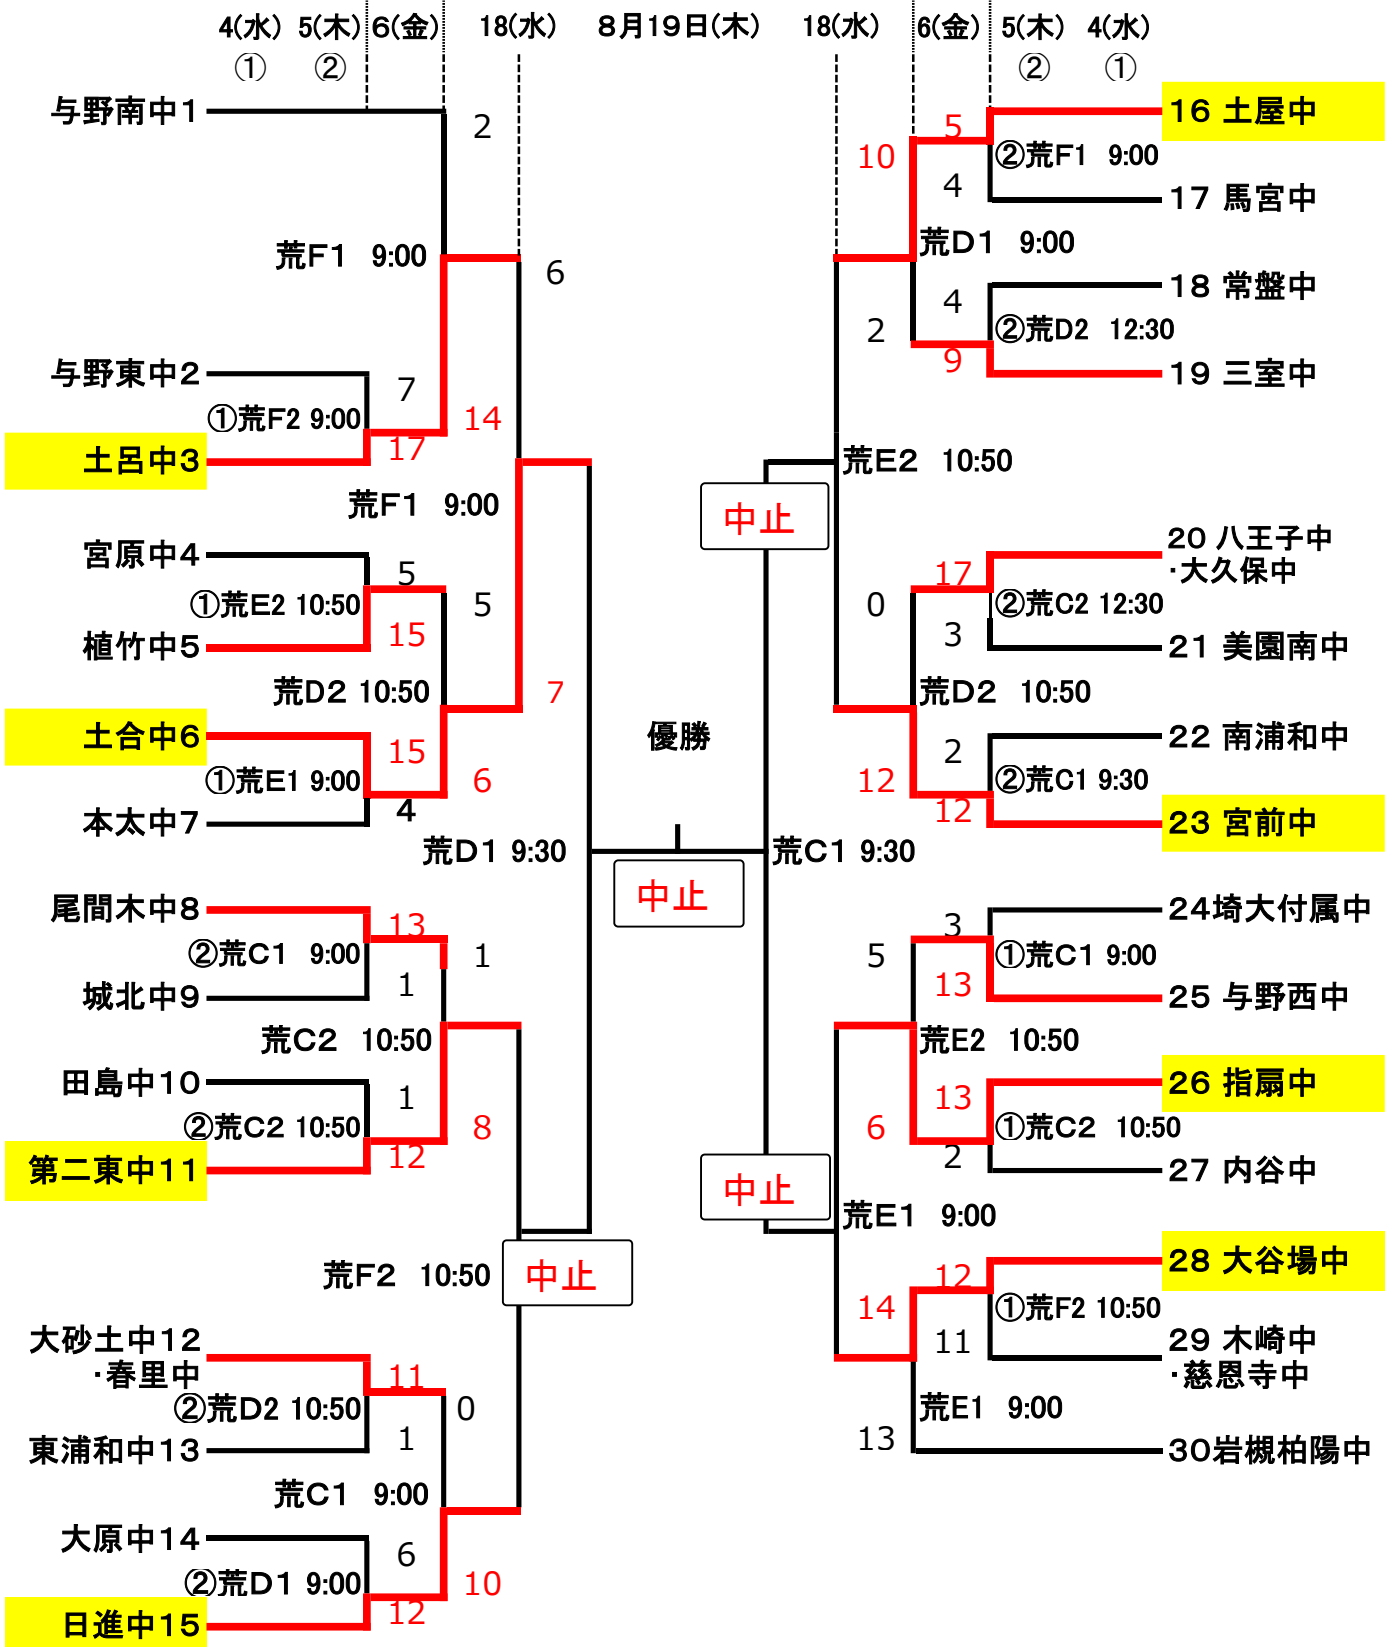 4(水) 5(木) 6(金) 18(水) 8月19日(木) 18(水) 6(金) 5(木) 4(水)
① ② ② ①
与野南中1
2
荒F1 9:00
6
与野東中2
7
①荒F2 9:00
14
土呂中3
17
荒F1 9:00
宮原中4
5
①荒E2 10:50
5
植竹中5
15
荒D2 10:50
7
土合中6
15
①荒E1 9:00
6
本太中7
4
荒D1 9:30
尾間木中8
13
②荒C1 9:00
1
城北中9
1
荒C2 10:50
田島中10
1
②荒C2 10:50
8
第二東中11
12
荒F2 10:50
中止
大砂土中12
・春里中
11
②荒D2 10:50
0
東浦和中13
1
荒C1 9:00
大原中14
6
②荒D1 9:00
10
日進中15
12
優勝
中止
16 土屋中
5
10
②荒F1 9:00
4
17 馬宮中
荒D1 9:00
18 常盤中
4
2
②荒D2 12:30
9
19 三室中
荒E2 10:50
中止
20 八王子中
・大久保中
17
0
②荒C2 12:30
3
21 美園南中
荒D2 10:50
22 南浦和中
2
12
②荒C1 9:30
12
23 宮前中
荒C1 9:30
24埼大付属中
3
5
①荒C1 9:00
13
25 与野西中
荒E2 10:50
26 指扇中
13
6
①荒C2 10:50
2
27 内谷中
中止
荒E1 9:00
28 大谷場中
12
14
①荒F2 10:50
11
29 木崎中
・慈恩寺中
荒E1 9:00
13
30岩槻柏陽中